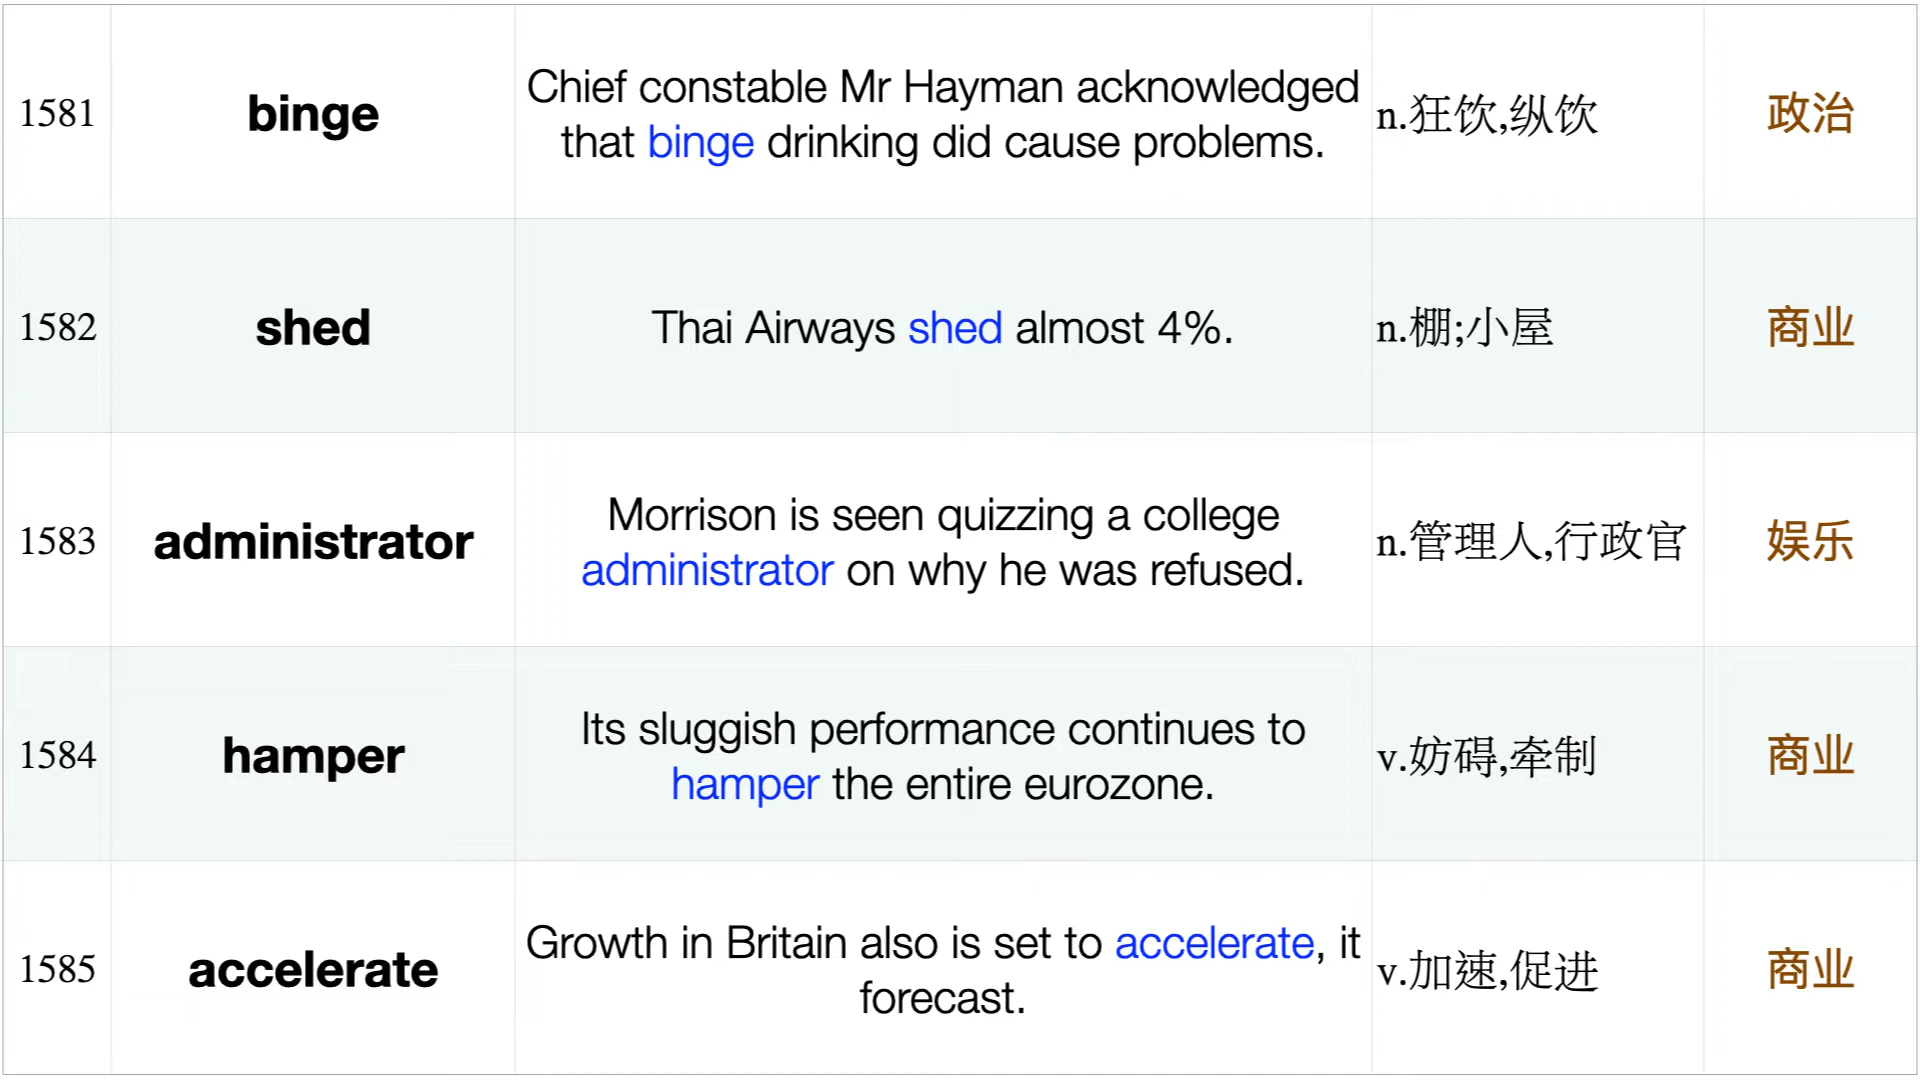 1581
binge
Chief constable Mr Hayman acknowledged
that binge drinking did cause problems.
n.狂饮,纵饮
政治
1582
shed
Thai Airways shed almost 4%.
n.棚;小屋
商业
1583
administrator
Morrison is seen quizzing a college
administrator on why he was refused.
n.管理人,行政官
娱乐
1584
hamper
Its sluggish performance continues to
hamper the entire eurozone.
v.妨碍,牵制
商业
1585
accelerate
Growth in Britain also is set to accelerate, it
forecast.
v.加速,促进
商业